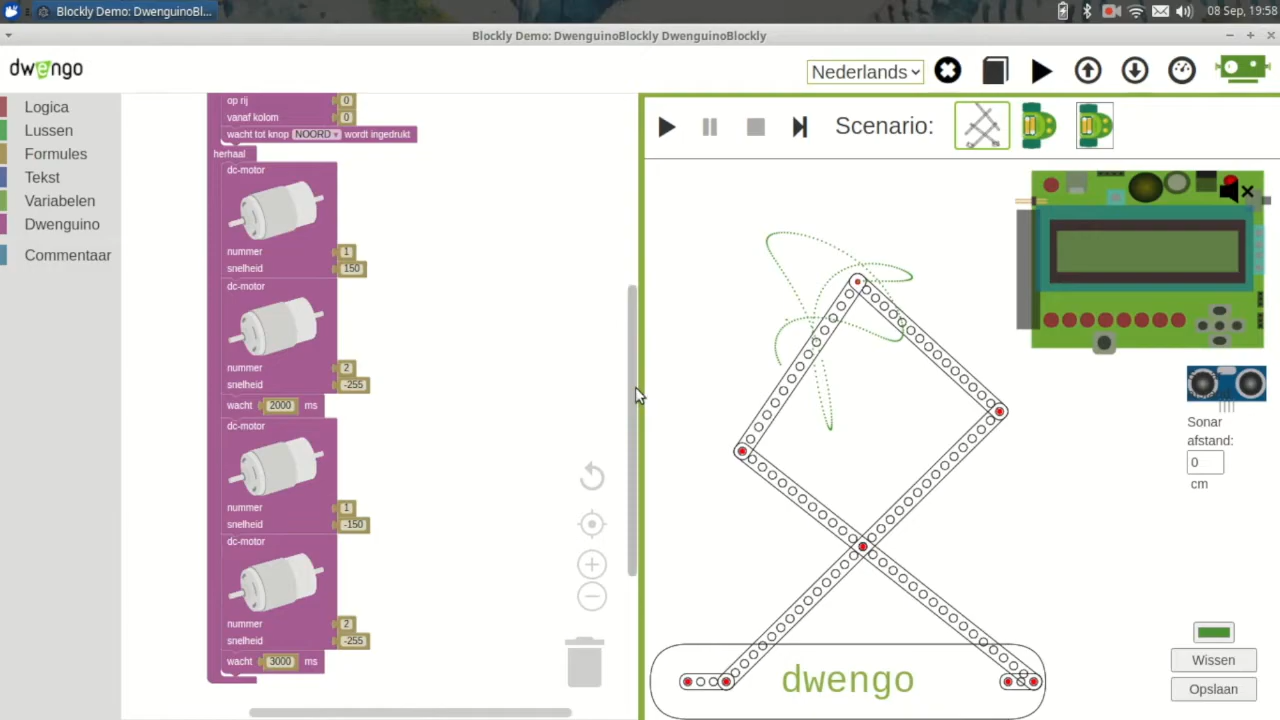 Blockly Demo: DwenguinoBl...
08 Sep, 19:58
Blockly Demo: DwenguinoBlockly DwenguinoBlockly
dwengo
Nederlands
Logica
Lussen
Formules
Tekst
Variabelen
Dwenguino
Commentaar
op rij 0
vanaf kolom 0
wacht tot knop NOORD wordt ingedrukt
herhaal
dc-motor
nummer 1
snelheid 150
dc-motor
nummer 2
snelheid -255
wacht 2000 ms
dc-motor
nummer 1
snelheid -150
dc-motor
nummer 2
snelheid -255
wacht 3000 ms
Scenario:
dwengo
Sonar
afstand:
0
cm
Wissen
Opslaan